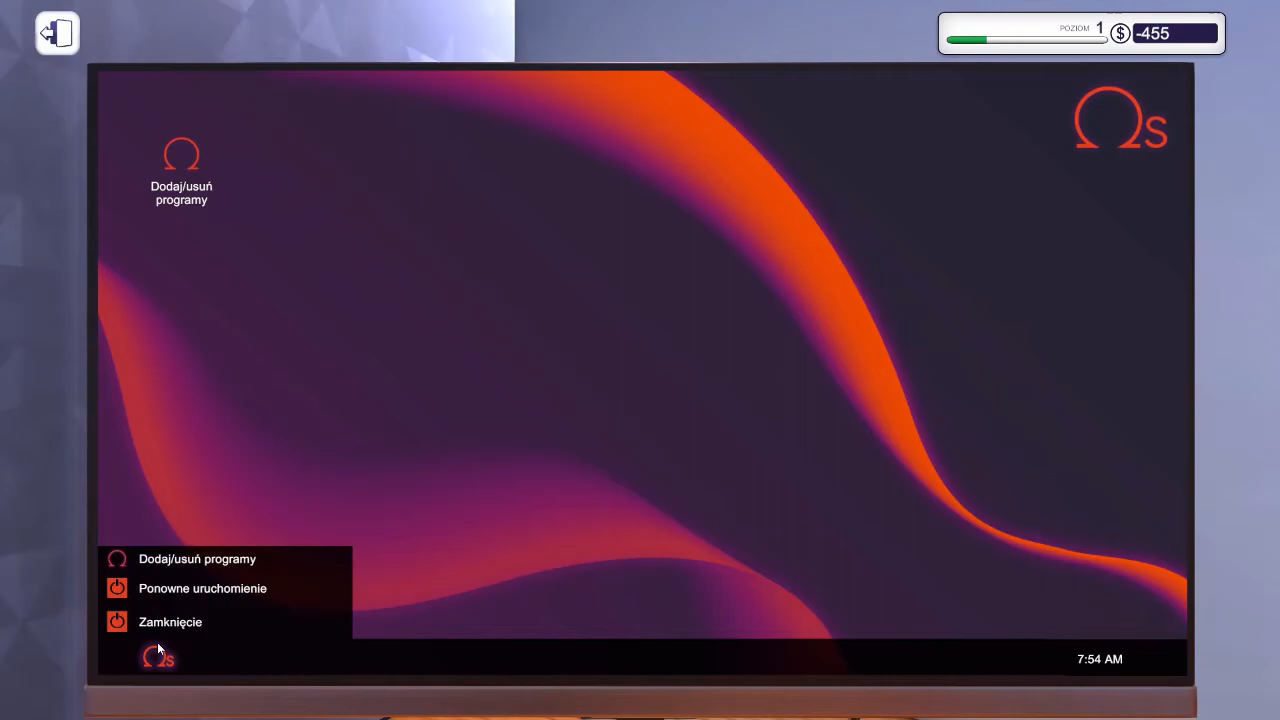 POZIOM 1 $ -455
Ωs
Dodaj/usuń
programy
Dodaj/usuń programy
Ponowne uruchomienie
Zamknięcie
Ωs
7:54 AM